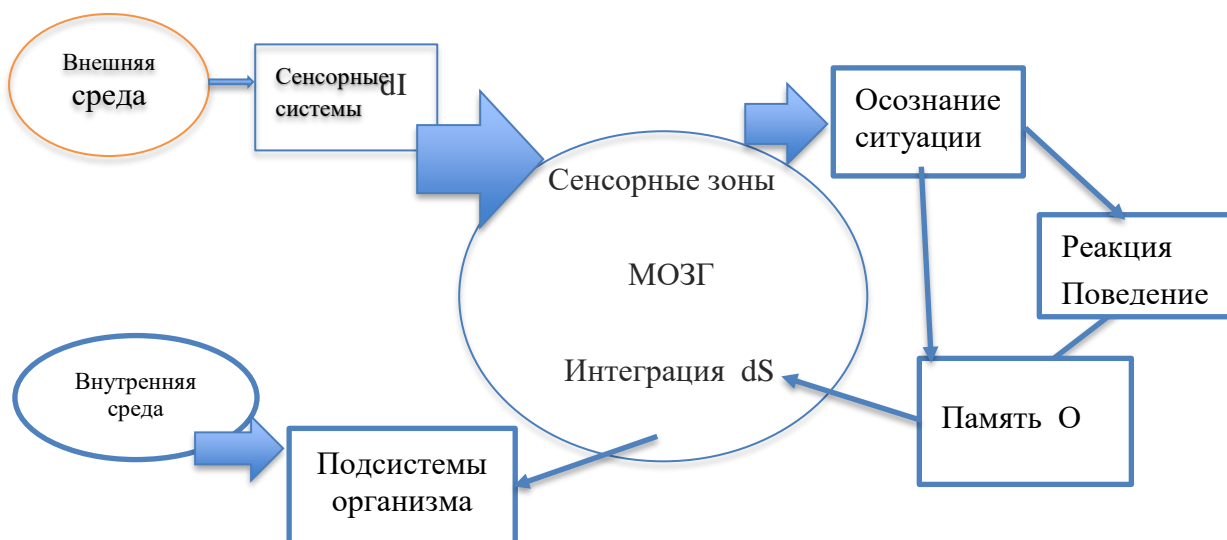 Внешняя
среда
Сенсорные
системы
dI
Сенсорные зоны
МОЗГ
Интеграция dS
Осознание
ситуации
Реакция
Поведение
Память О
Внутренняя
среда
Подсистемы
организма